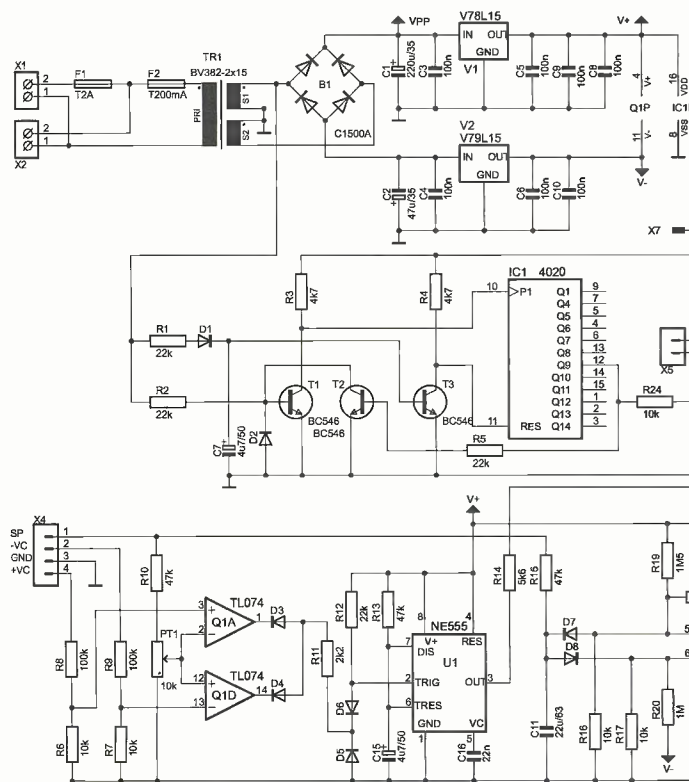 VPP
V78L15
IN OUT
GND
V1
V+
X1
2
1
F1
T2A
F2
T200mA
TR1
BV382-2x15
PRI
S1
S2
B1
C1500A
C1
220u/35
C3
100n
C5
100n
C9
100n
C8
100n
4
V+
Q1P
11
V-
V-
16
VDD
8
VSS
X2
2
1
V2
V79L15
IN OUT
GND
C2
47u/35
C4
100n
C6
100n
C10
100n
X7
R3
4k7
R4
4k7
IC1 4020
10
P1
Q1 9
Q4 7
Q5 5
Q6 4
Q7 6
Q8 13
Q9 12
Q10 14
Q11 15
Q12 1
Q13 2
Q14 3
11
RES
R1
22k
D1
R2
22k
T1
BC546
T2
BC546
T3
BC546
D2
C7
4u7/50
R5
22k
R24
10k
X5
V+
X4
SP 1
-VC 2
GND 3
+VC 4
R10
47k
R8
100k
R9
100k
PT1
10k
R6
10k
R7
10k
TL074
3
2
Q1A
1
D3
TL074
12
13
Q1D
14
D4
R11
2k2
R12
22k
R13
47k
D6
D5
C15
4u7/50
NE555
8
4
V+
RES
7
DIS
U1
2
TRIG
OUT
3
6
TRES
GND
VC
1
5
C16
22n
R14
5k6
R15
47k
D7
D8
C11
22u/63
R16
10k
R17
10k
R19
1M5
5
6
R20
1M
V-